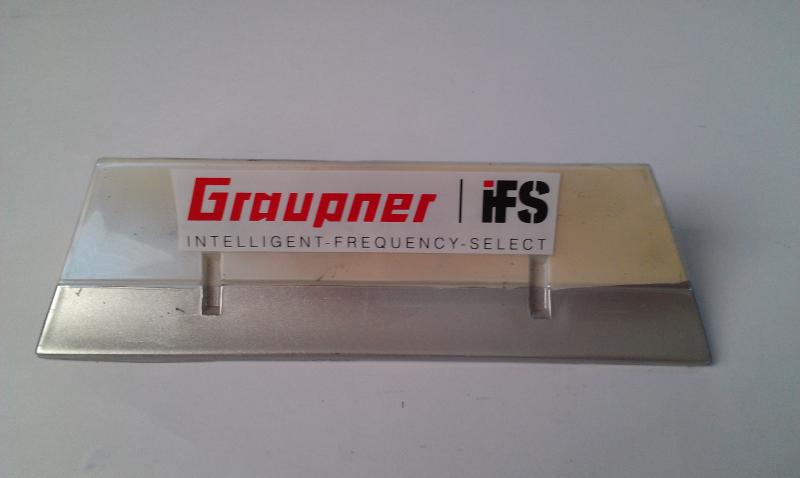 Graupner | iFS
INTELLIGENT-FREQUENCY-SELECT